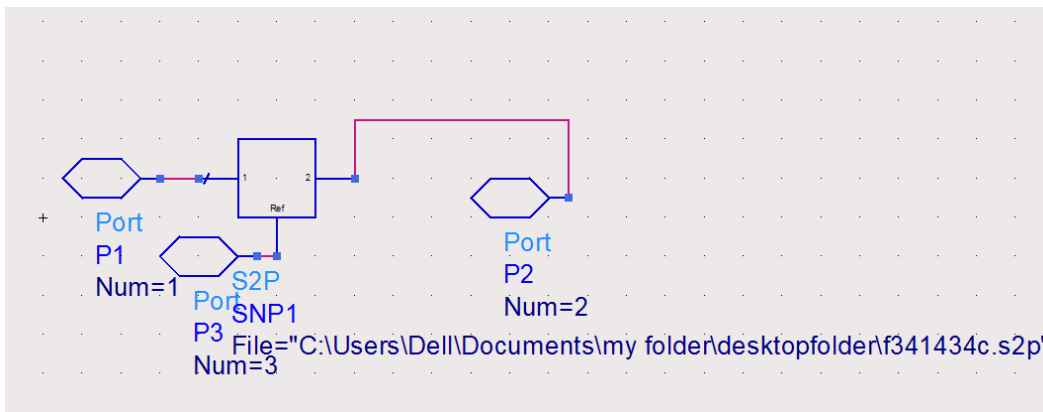 1
2
Ref
Port
P1
Num=1
Port
P2
Num=2
Port
P3
Num=3
S2P
SNP1
File="C:\Users\Dell\Documents\my folder\desktopfolder\f341434c.s2p"